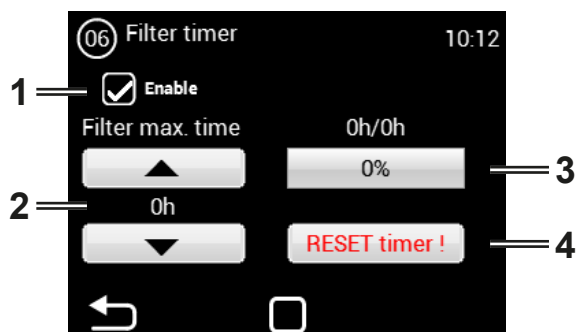 06 Filter timer 10:12
1 Enable
Filter max. time 0h/0h
0% 3
2 0h
RESET timer ! 4